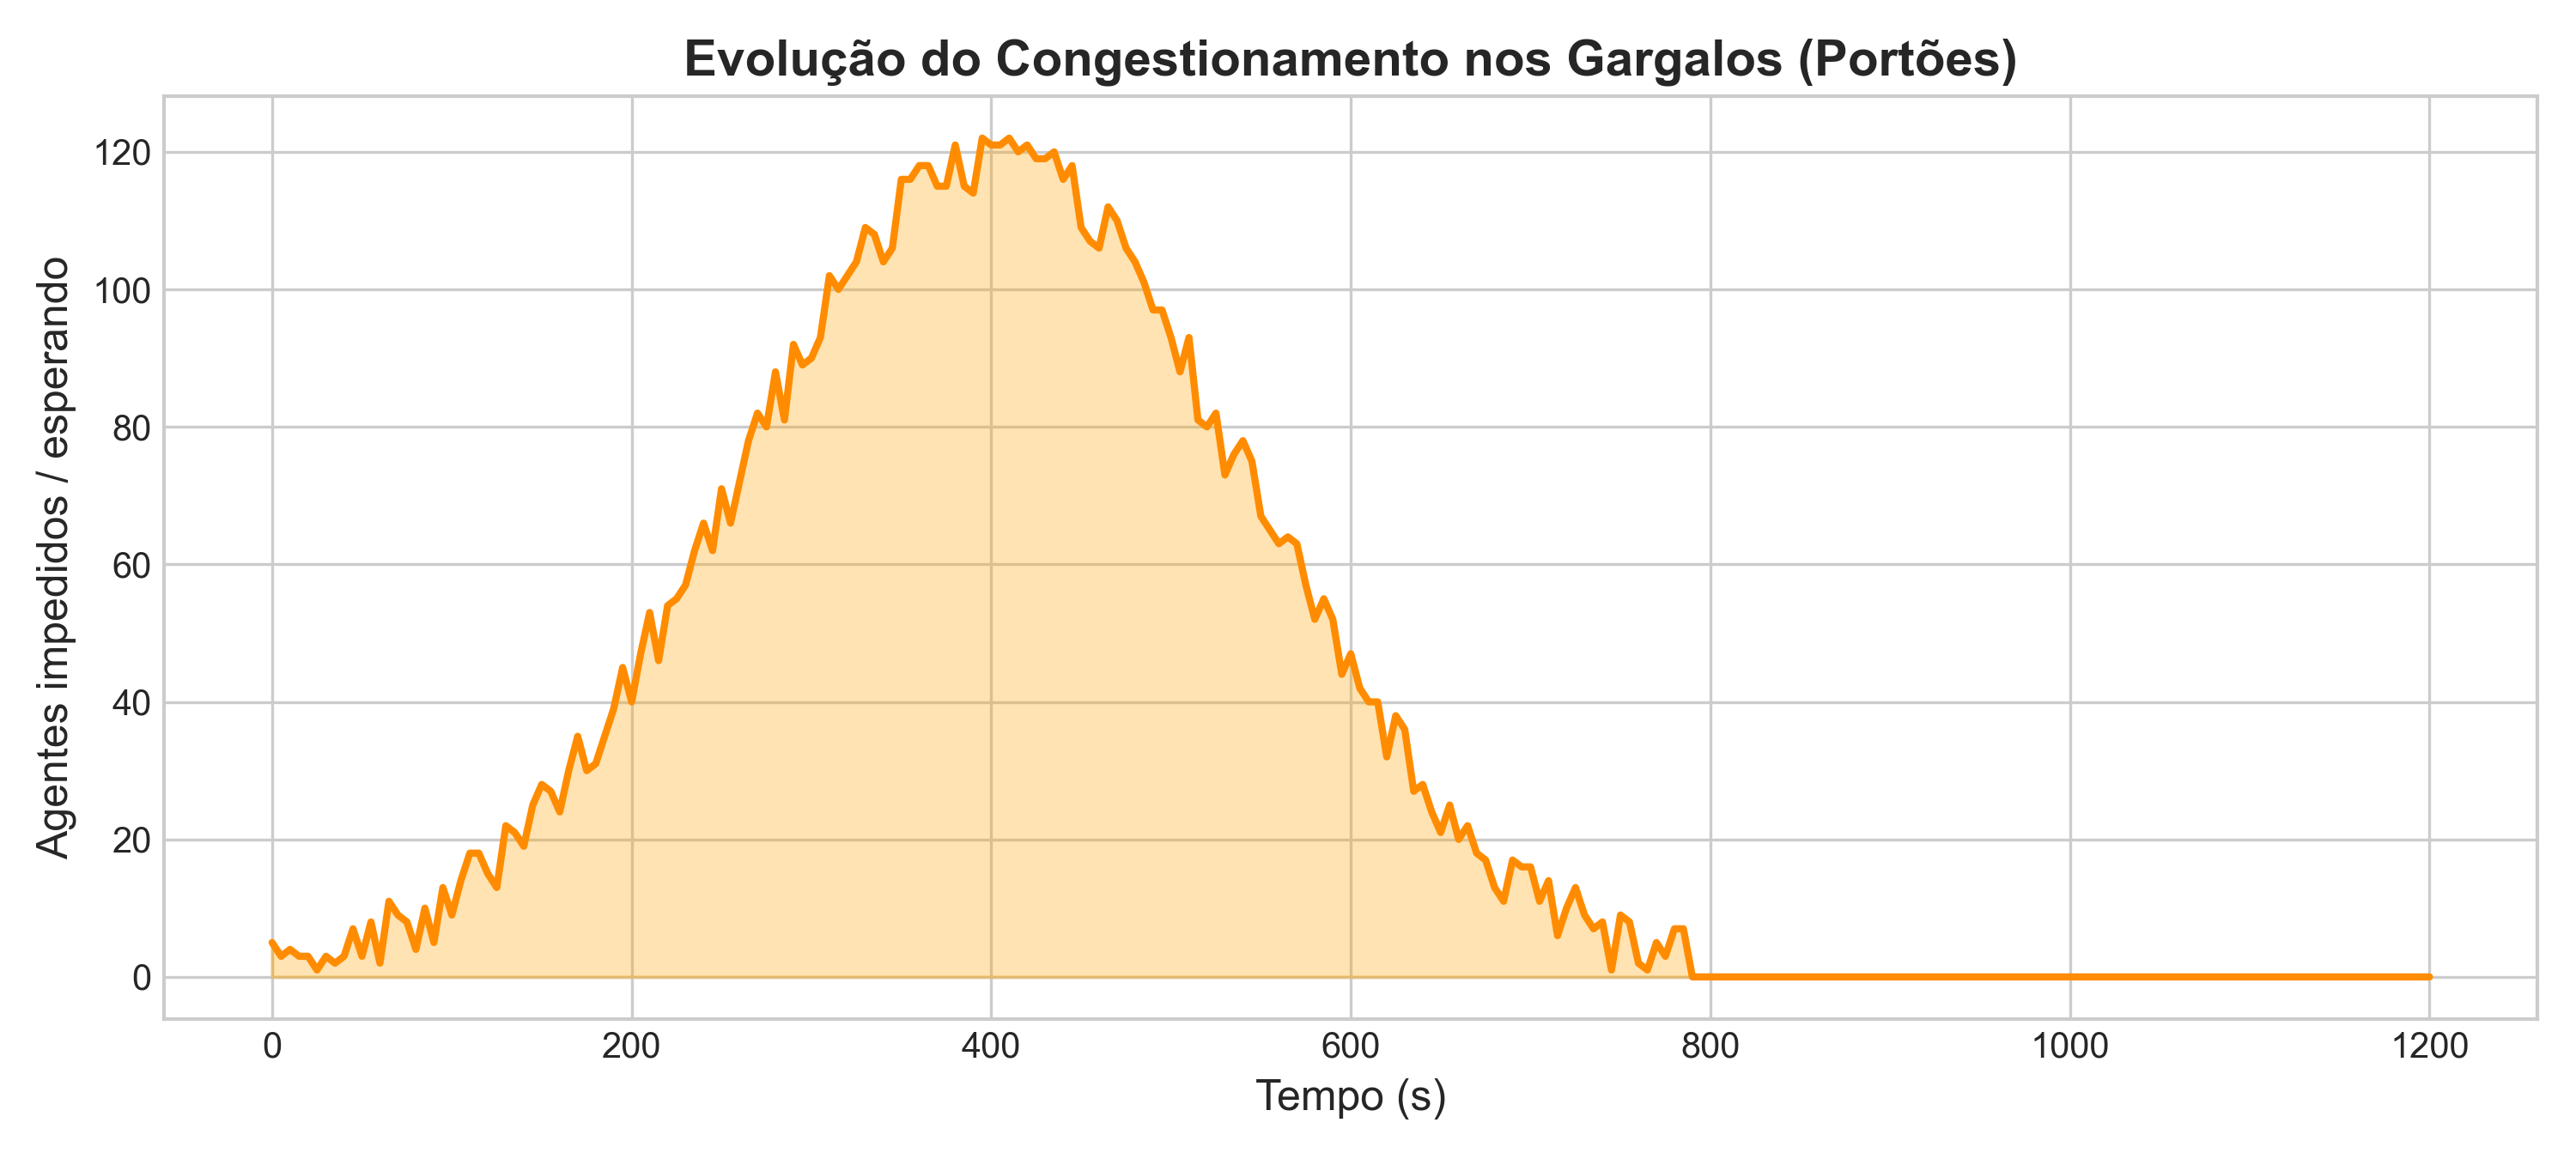 Evolução do Congestionamento nos Gargalos (Portões)
Agentes impedidos / esperando
120
100
80
60
40
20
0
0 200 400 600 800 1000 1200
Tempo (s)